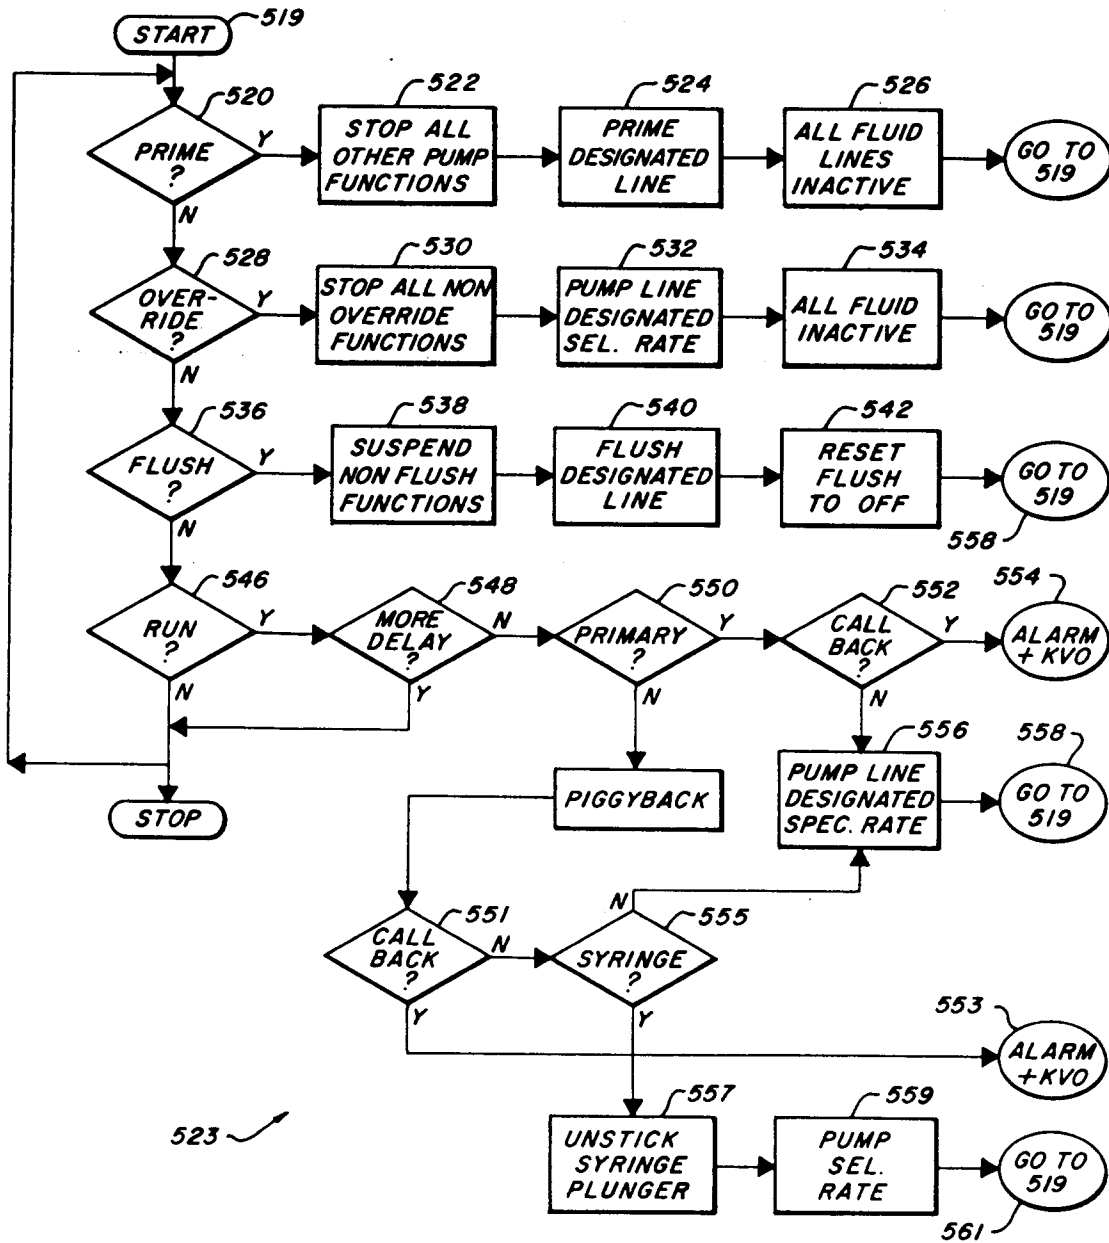 START
519
520
PRIME
?
Y
N
522
STOP ALL
OTHER PUMP
FUNCTIONS
524
PRIME
DESIGNATED
LINE
526
ALL FLUID
LINES
INACTIVE
GO TO
519
528
OVER-
RIDE
?
Y
N
530
STOP ALL NON
OVERRIDE
FUNCTIONS
532
PUMP LINE
DESIGNATED
SEL. RATE
534
ALL FLUID
INACTIVE
GO TO
519
536
FLUSH
?
Y
N
538
SUSPEND
NON FLUSH
FUNCTIONS
540
FLUSH
DESIGNATED
LINE
542
RESET
FLUSH
TO OFF
GO TO
519
558
546
RUN
?
Y
N
548
MORE
DELAY
?
N
Y
550
PRIMARY
?
Y
N
552
CALL
BACK
?
Y
N
554
ALARM
+ KVO
STOP
PIGGYBACK
556
PUMP LINE
DESIGNATED
SPEC. RATE
558
GO TO
519
551
CALL
BACK
?
N
Y
555
SYRINGE
?
N
Y
553
ALARM
+KVO
523
557
UNSTICK
SYRINGE
PLUNGER
559
PUMP
SEL.
RATE
GO TO
519
561